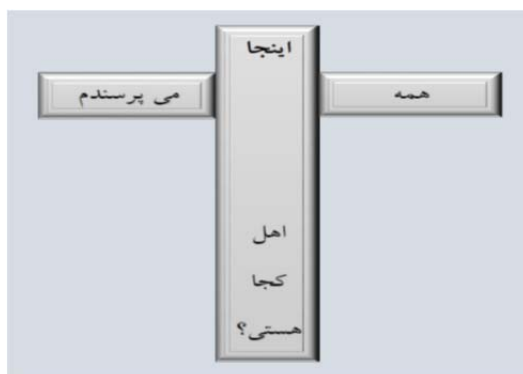 اینجا
همه می پرسندم
اهل
کجا
هستی؟